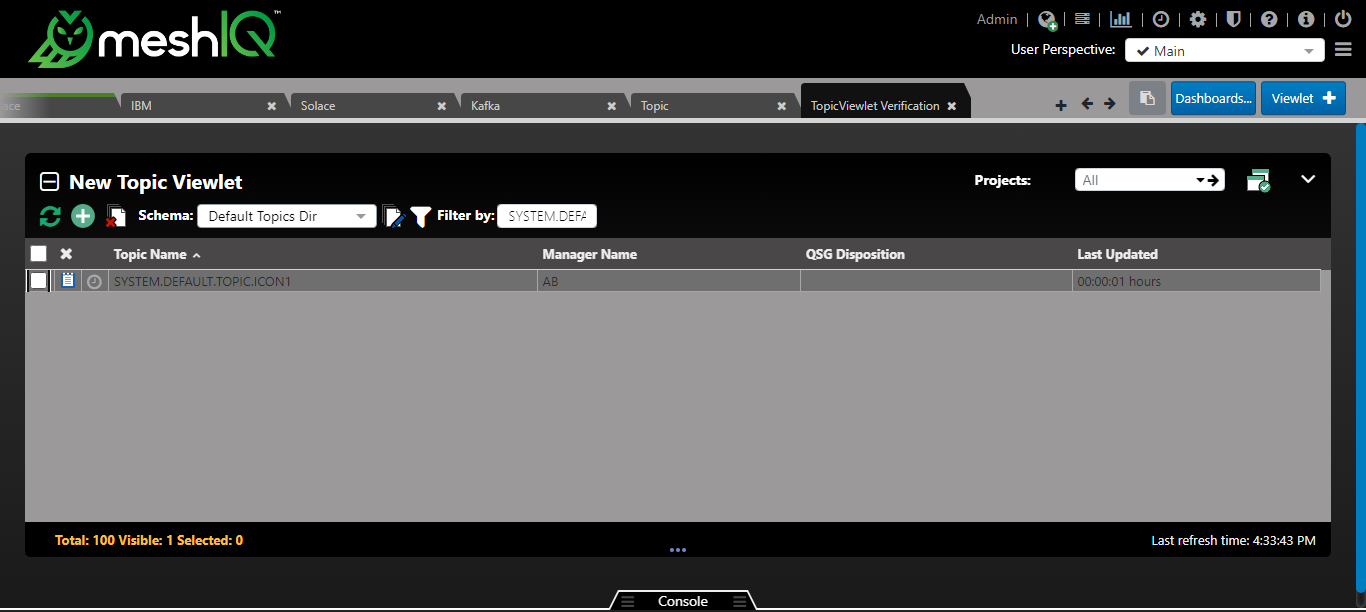 meshIQ™
Admin
User Perspective: Main
ace IBM Solace Kafka Topic TopicViewlet Verification Dashboards... Viewlet
New Topic Viewlet Projects: All
Schema: Default Topics Dir Filter by: SYSTEM.DEFA
Topic Name Manager Name QSG Disposition Last Updated
SYSTEM.DEFAULT.TOPIC.ICON1 AB 00:00:01 hours
Total: 100 Visible: 1 Selected: 0 Last refresh time: 4:33:43 PM
Console